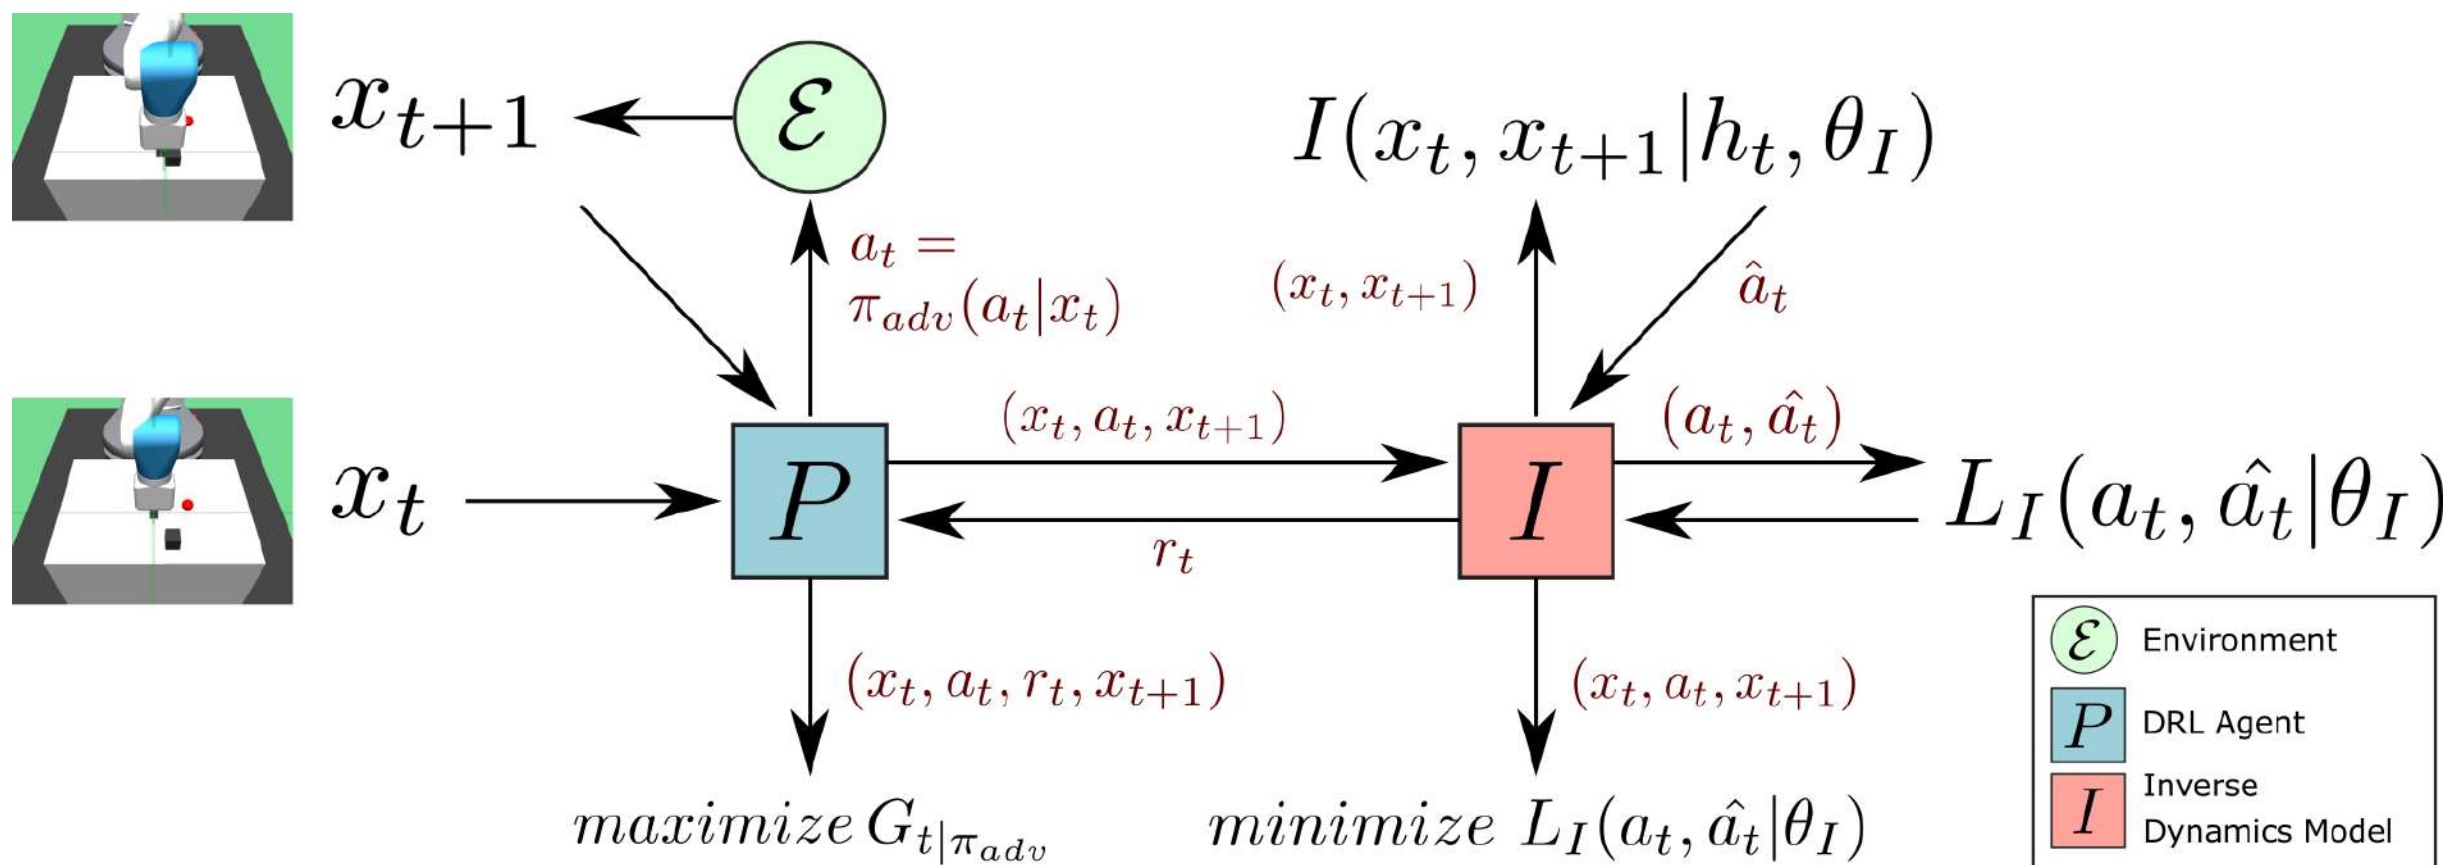 x_{t+1}
ℰ
I(x_t, x_{t+1}|h_t, θ_I)
a_t =
π_{adv}(a_t|x_t)
(x_t, x_{t+1})
â_t
(x_t, a_t, x_{t+1})
(a_t, â_t)
x_t
P
I
L_I(a_t, â_t|θ_I)
r_t
(x_t, a_t, r_t, x_{t+1})
(x_t, a_t, x_{t+1})
maximize G_{t|π_{adv}}
minimize L_I(a_t, â_t|θ_I)
ℰ Environment
P DRL Agent
I Inverse
Dynamics Model